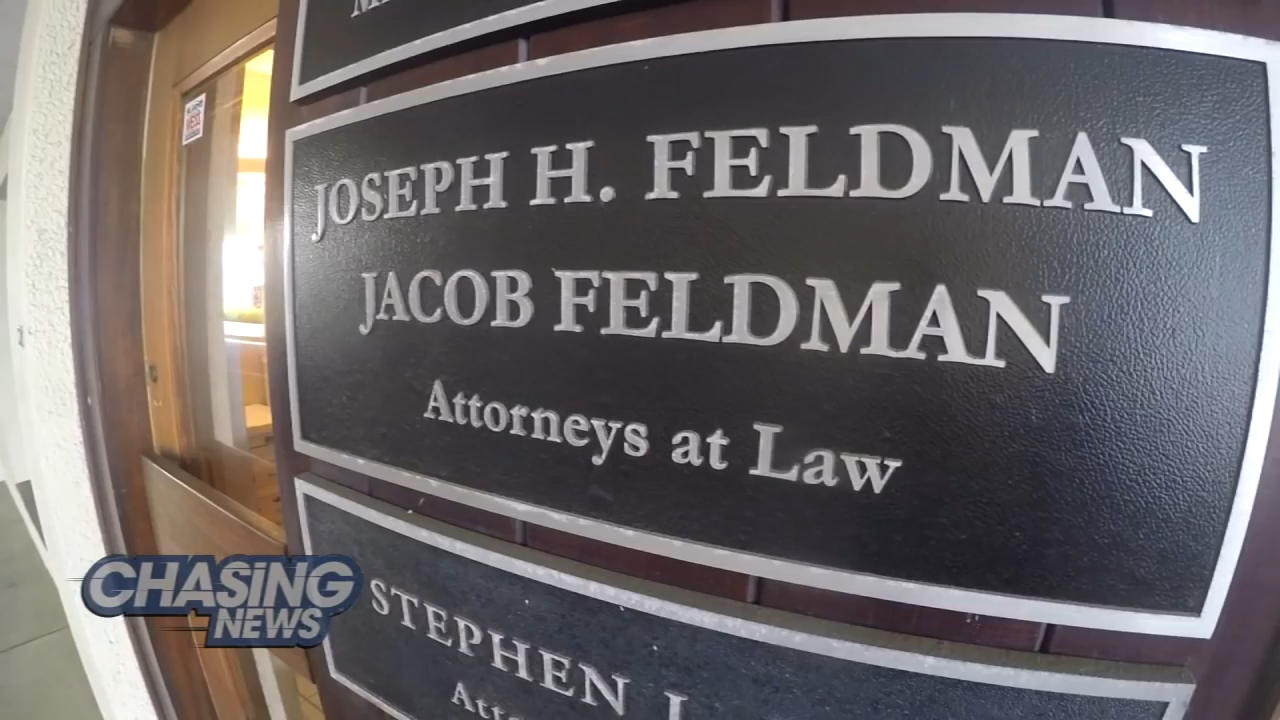 JOSEPH H. FELDMAN
JACOB FELDMAN
Attorneys at Law
STEPHEN
CHASING
NEWS